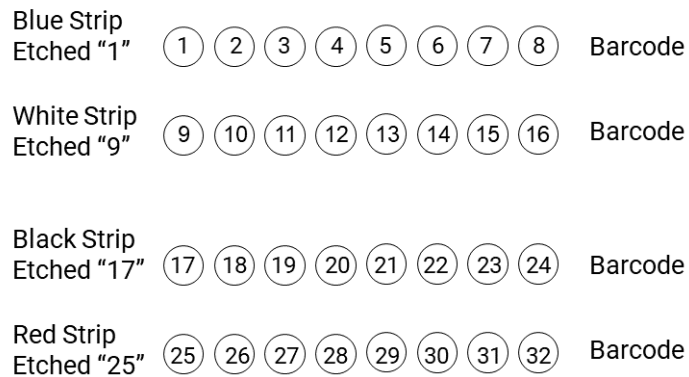 Blue Strip
Etched “1”
1 2 3 4 5 6 7 8 Barcode
White Strip
Etched “9”
9 10 11 12 13 14 15 16 Barcode
Black Strip
Etched “17”
17 18 19 20 21 22 23 24 Barcode
Red Strip
Etched “25”
25 26 27 28 29 30 31 32 Barcode